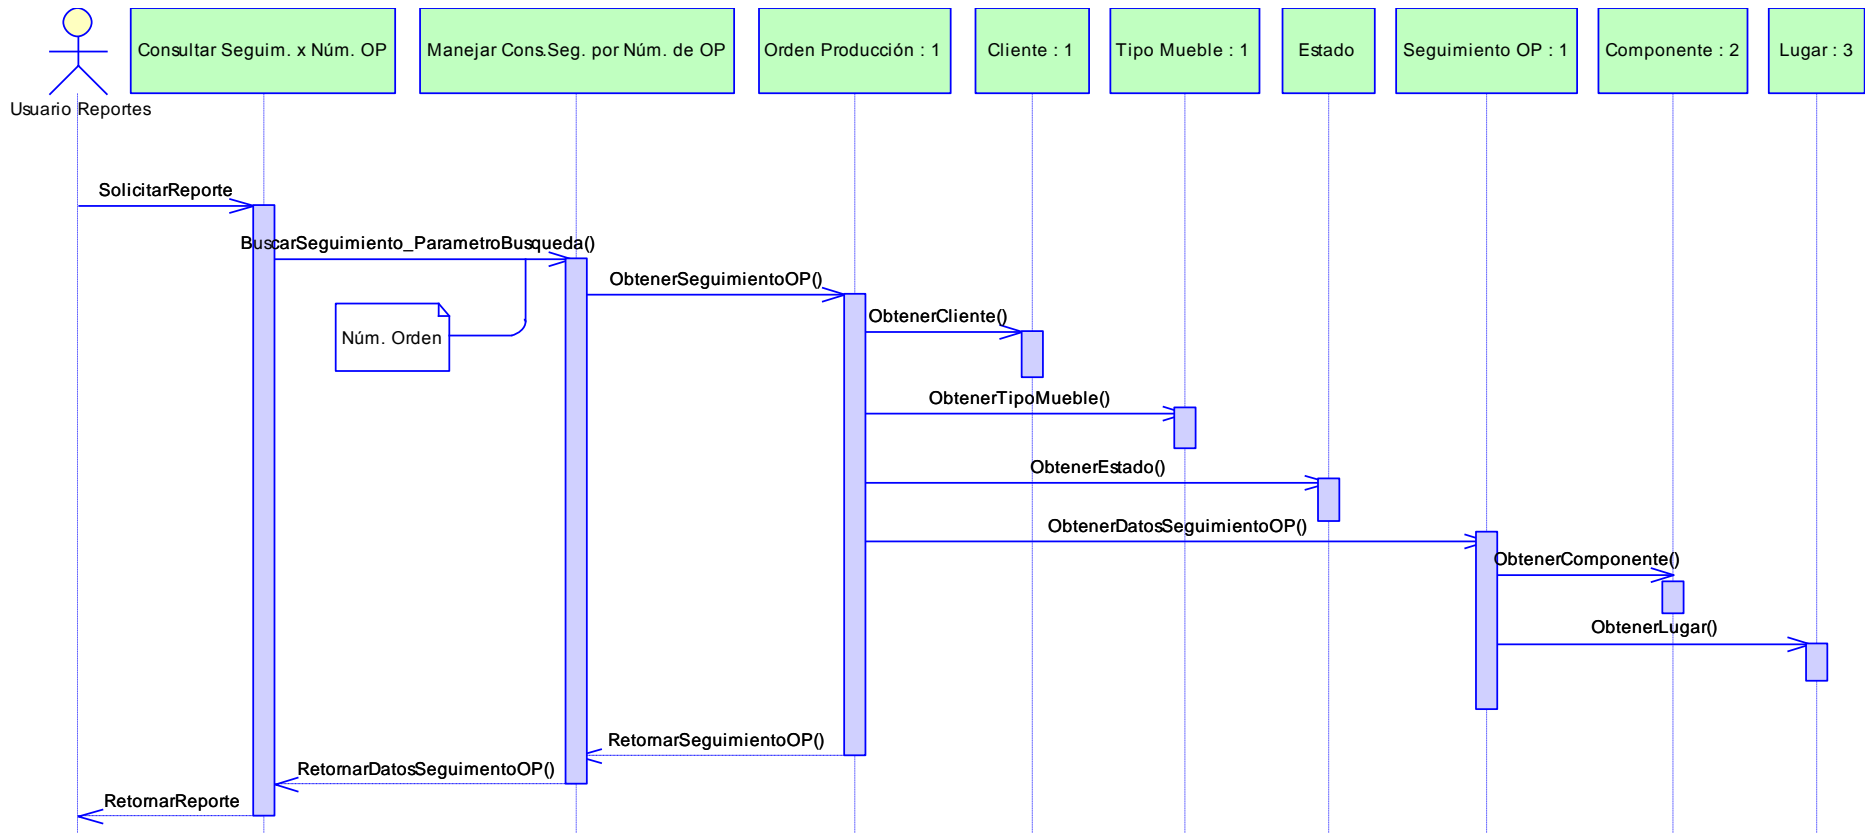 Consultar Seguim. x Núm. OP
Manejar Cons.Seg. por Núm. de OP
Orden Producción : 1
Cliente : 1
Tipo Mueble : 1
Estado
Seguimiento OP : 1
Componente : 2
Lugar : 3
Usuario Reportes
SolicitarReporte
BuscarSeguimiento_ParametroBusqueda()
ObtenerSeguimientoOP()
ObtenerCliente()
Núm. Orden
ObtenerTipoMueble()
ObtenerEstado()
ObtenerDatosSeguimientoOP()
ObtenerComponente()
ObtenerLugar()
RetornarSeguimientoOP()
RetornarDatosSeguimentoOP()
RetornarReporte